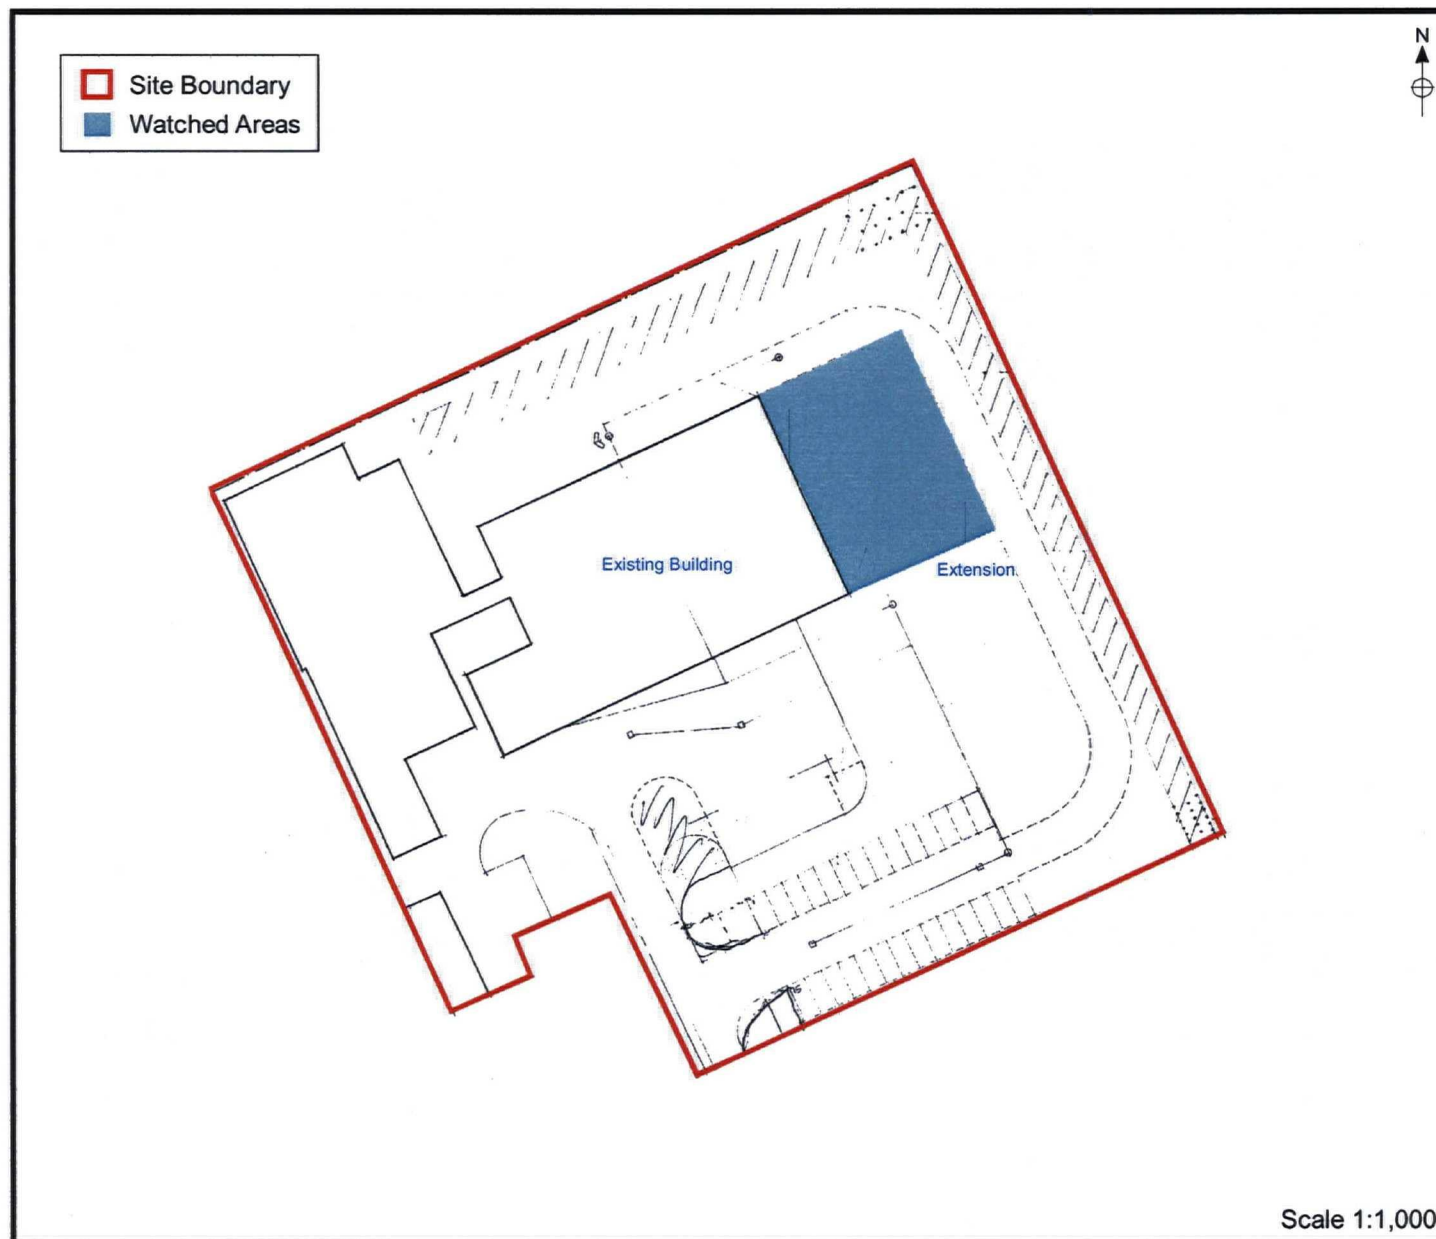 N
Site Boundary
Watched Areas
Existing Building
Extension
Scale 1:1,000